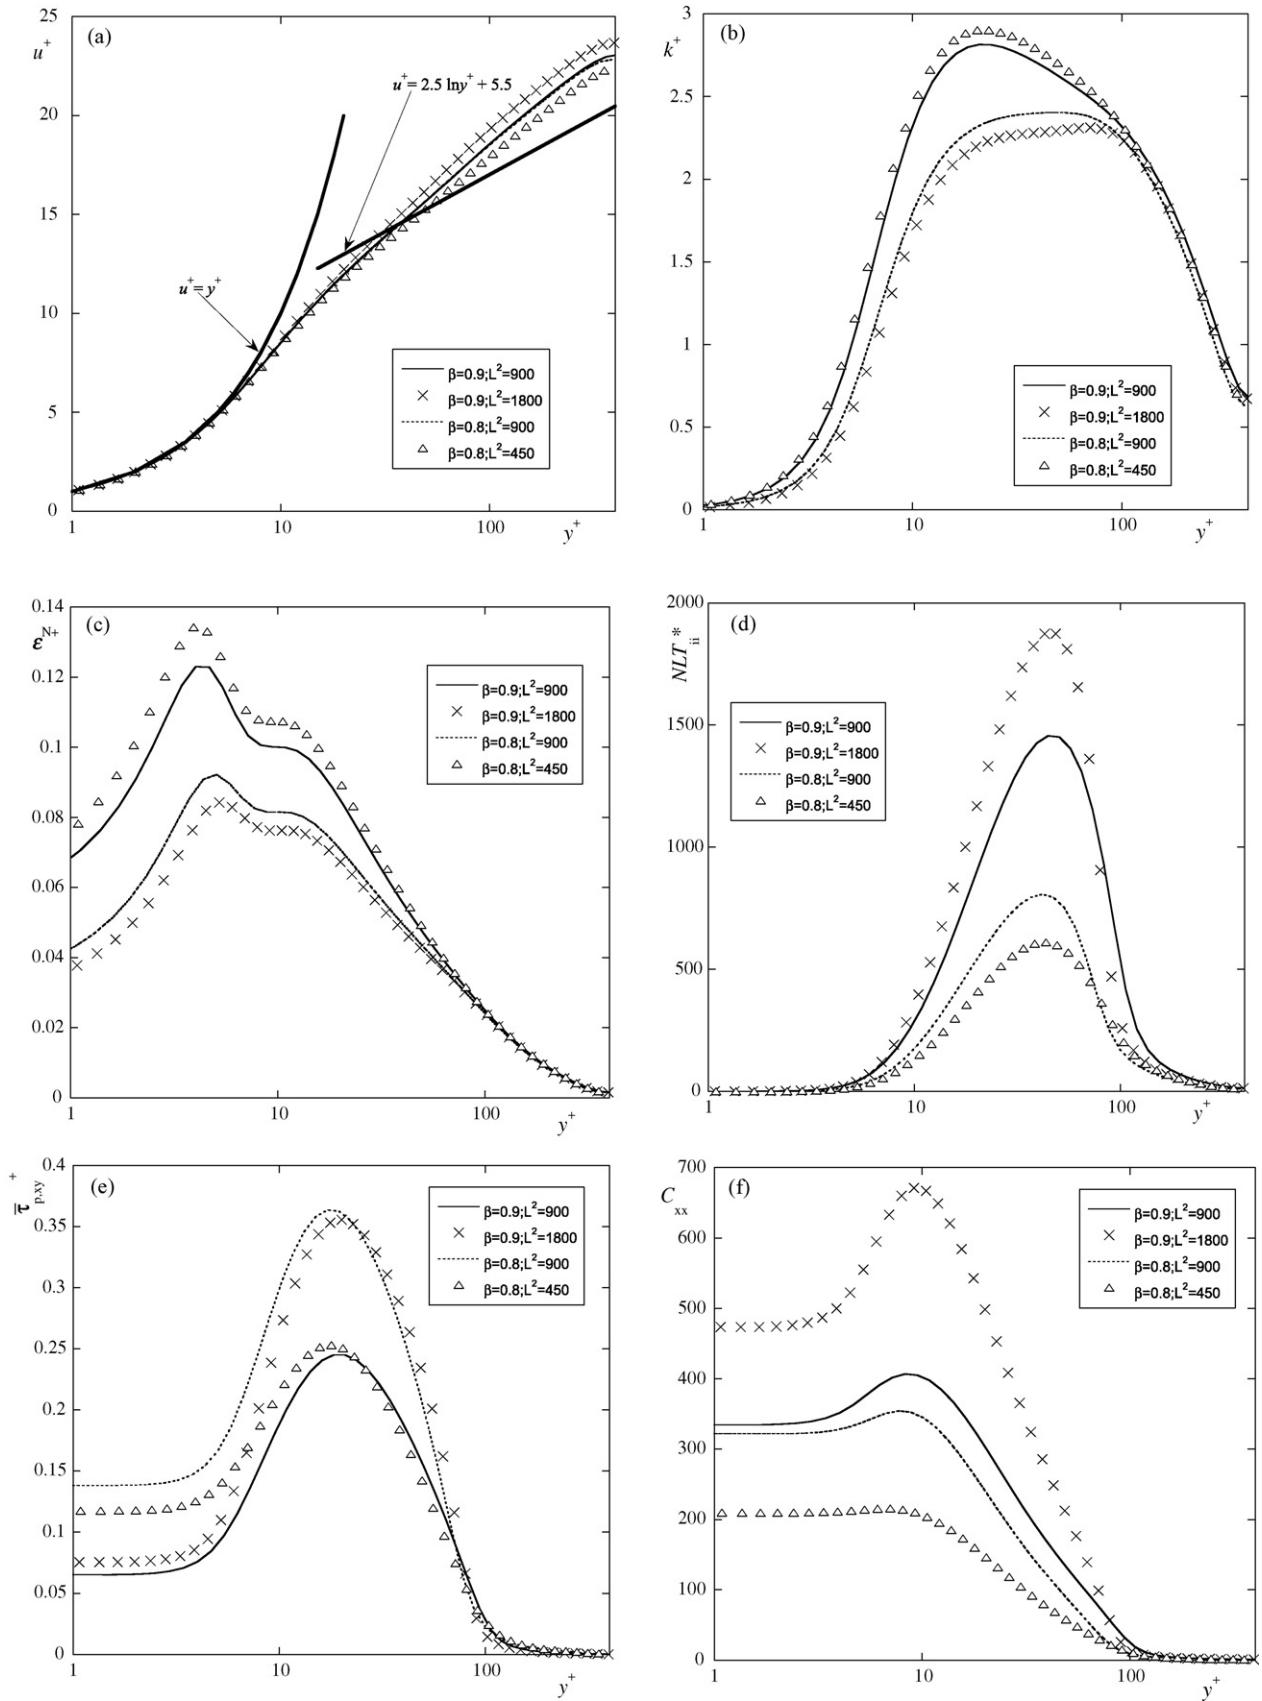 (a)
u⁺
25
20
15
10
5
0
u⁺= 2.5 lny⁺ + 5.5
u⁺= y⁺
β=0.9;L²=900
β=0.9;L²=1800
β=0.8;L²=900
β=0.8;L²=450
1 10 100
y⁺
(b)
k⁺
3
2.5
2
1.5
1
0.5
0
β=0.9;L²=900
β=0.9;L²=1800
β=0.8;L²=900
β=0.8;L²=450
1 10 100
y⁺
(c)
εᴺ⁺
0.14
0.12
0.1
0.08
0.06
0.04
0.02
0
β=0.9;L²=900
β=0.9;L²=1800
β=0.8;L²=900
β=0.8;L²=450
1 10 100
y⁺
(d)
NLT_ii*
2000
1500
1000
500
0
β=0.9;L²=900
β=0.9;L²=1800
β=0.8;L²=900
β=0.8;L²=450
1 10 100
y⁺
(e)
τ̅_p,xy⁺
0.4
0.35
0.3
0.25
0.2
0.15
0.1
0.05
0
β=0.9;L²=900
β=0.9;L²=1800
β=0.8;L²=900
β=0.8;L²=450
1 10 100
y⁺
(f)
C_xx
700
600
500
400
300
200
100
0
β=0.9;L²=900
β=0.9;L²=1800
β=0.8;L²=900
β=0.8;L²=450
1 10 100
y⁺